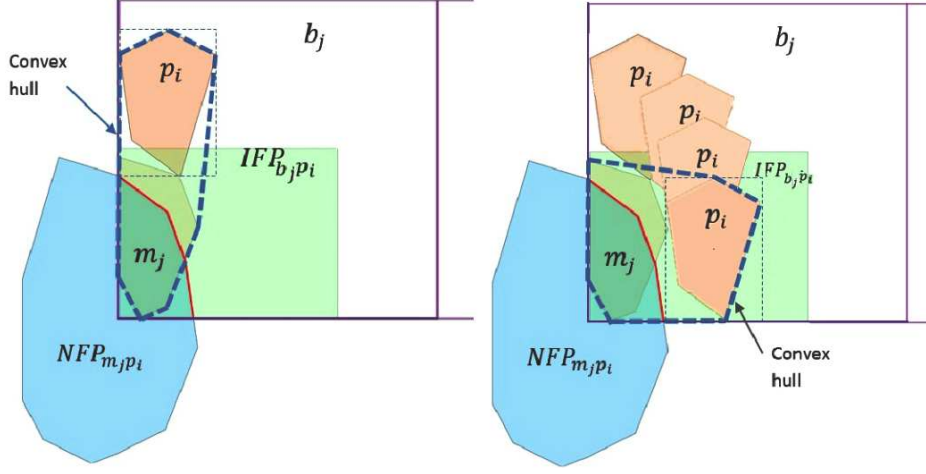 b_j
Convex
hull
p_i
IFP_{b_j p_i}
m_j
NFP_{m_j p_i}
b_j
p_i
p_i
p_i
IFP_{b_j p_i}
p_i
m_j
NFP_{m_j p_i}
Convex
hull